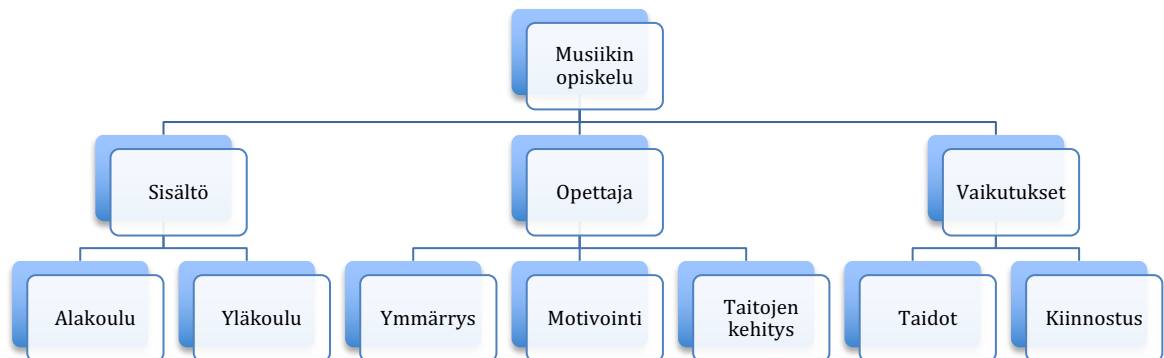 Musiikin
opiskelu
Sisältö
Opettaja
Vaikutukset
Alakoulu
Yläkoulu
Ymmärrys
Motivointi
Taitojen
kehitys
Taidot
Kiinnostus